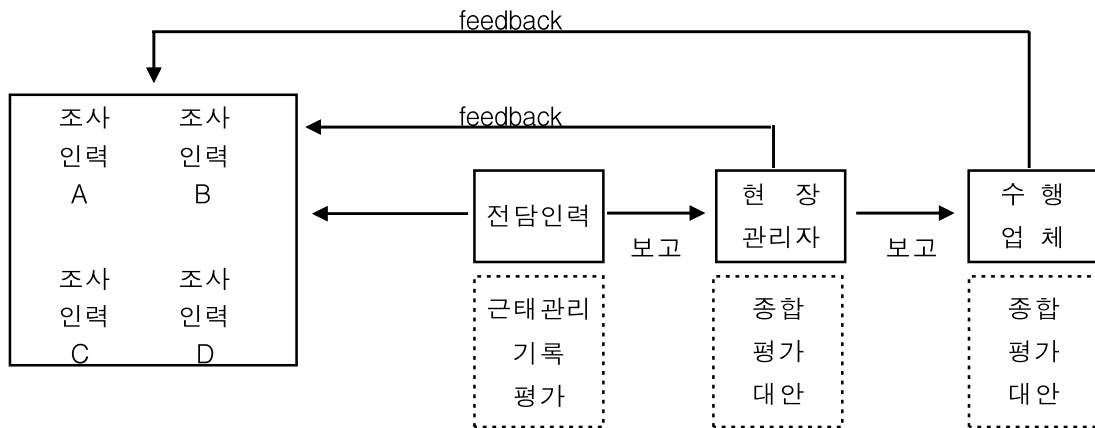 feedback
feedback
조사 조사
인력 인력
A B
조사 조사
인력 인력
C D
전담인력
보고
현 장
관리자
보고
수 행
업 체
근태관리
기록
평가
종합
평가
대안
종합
평가
대안